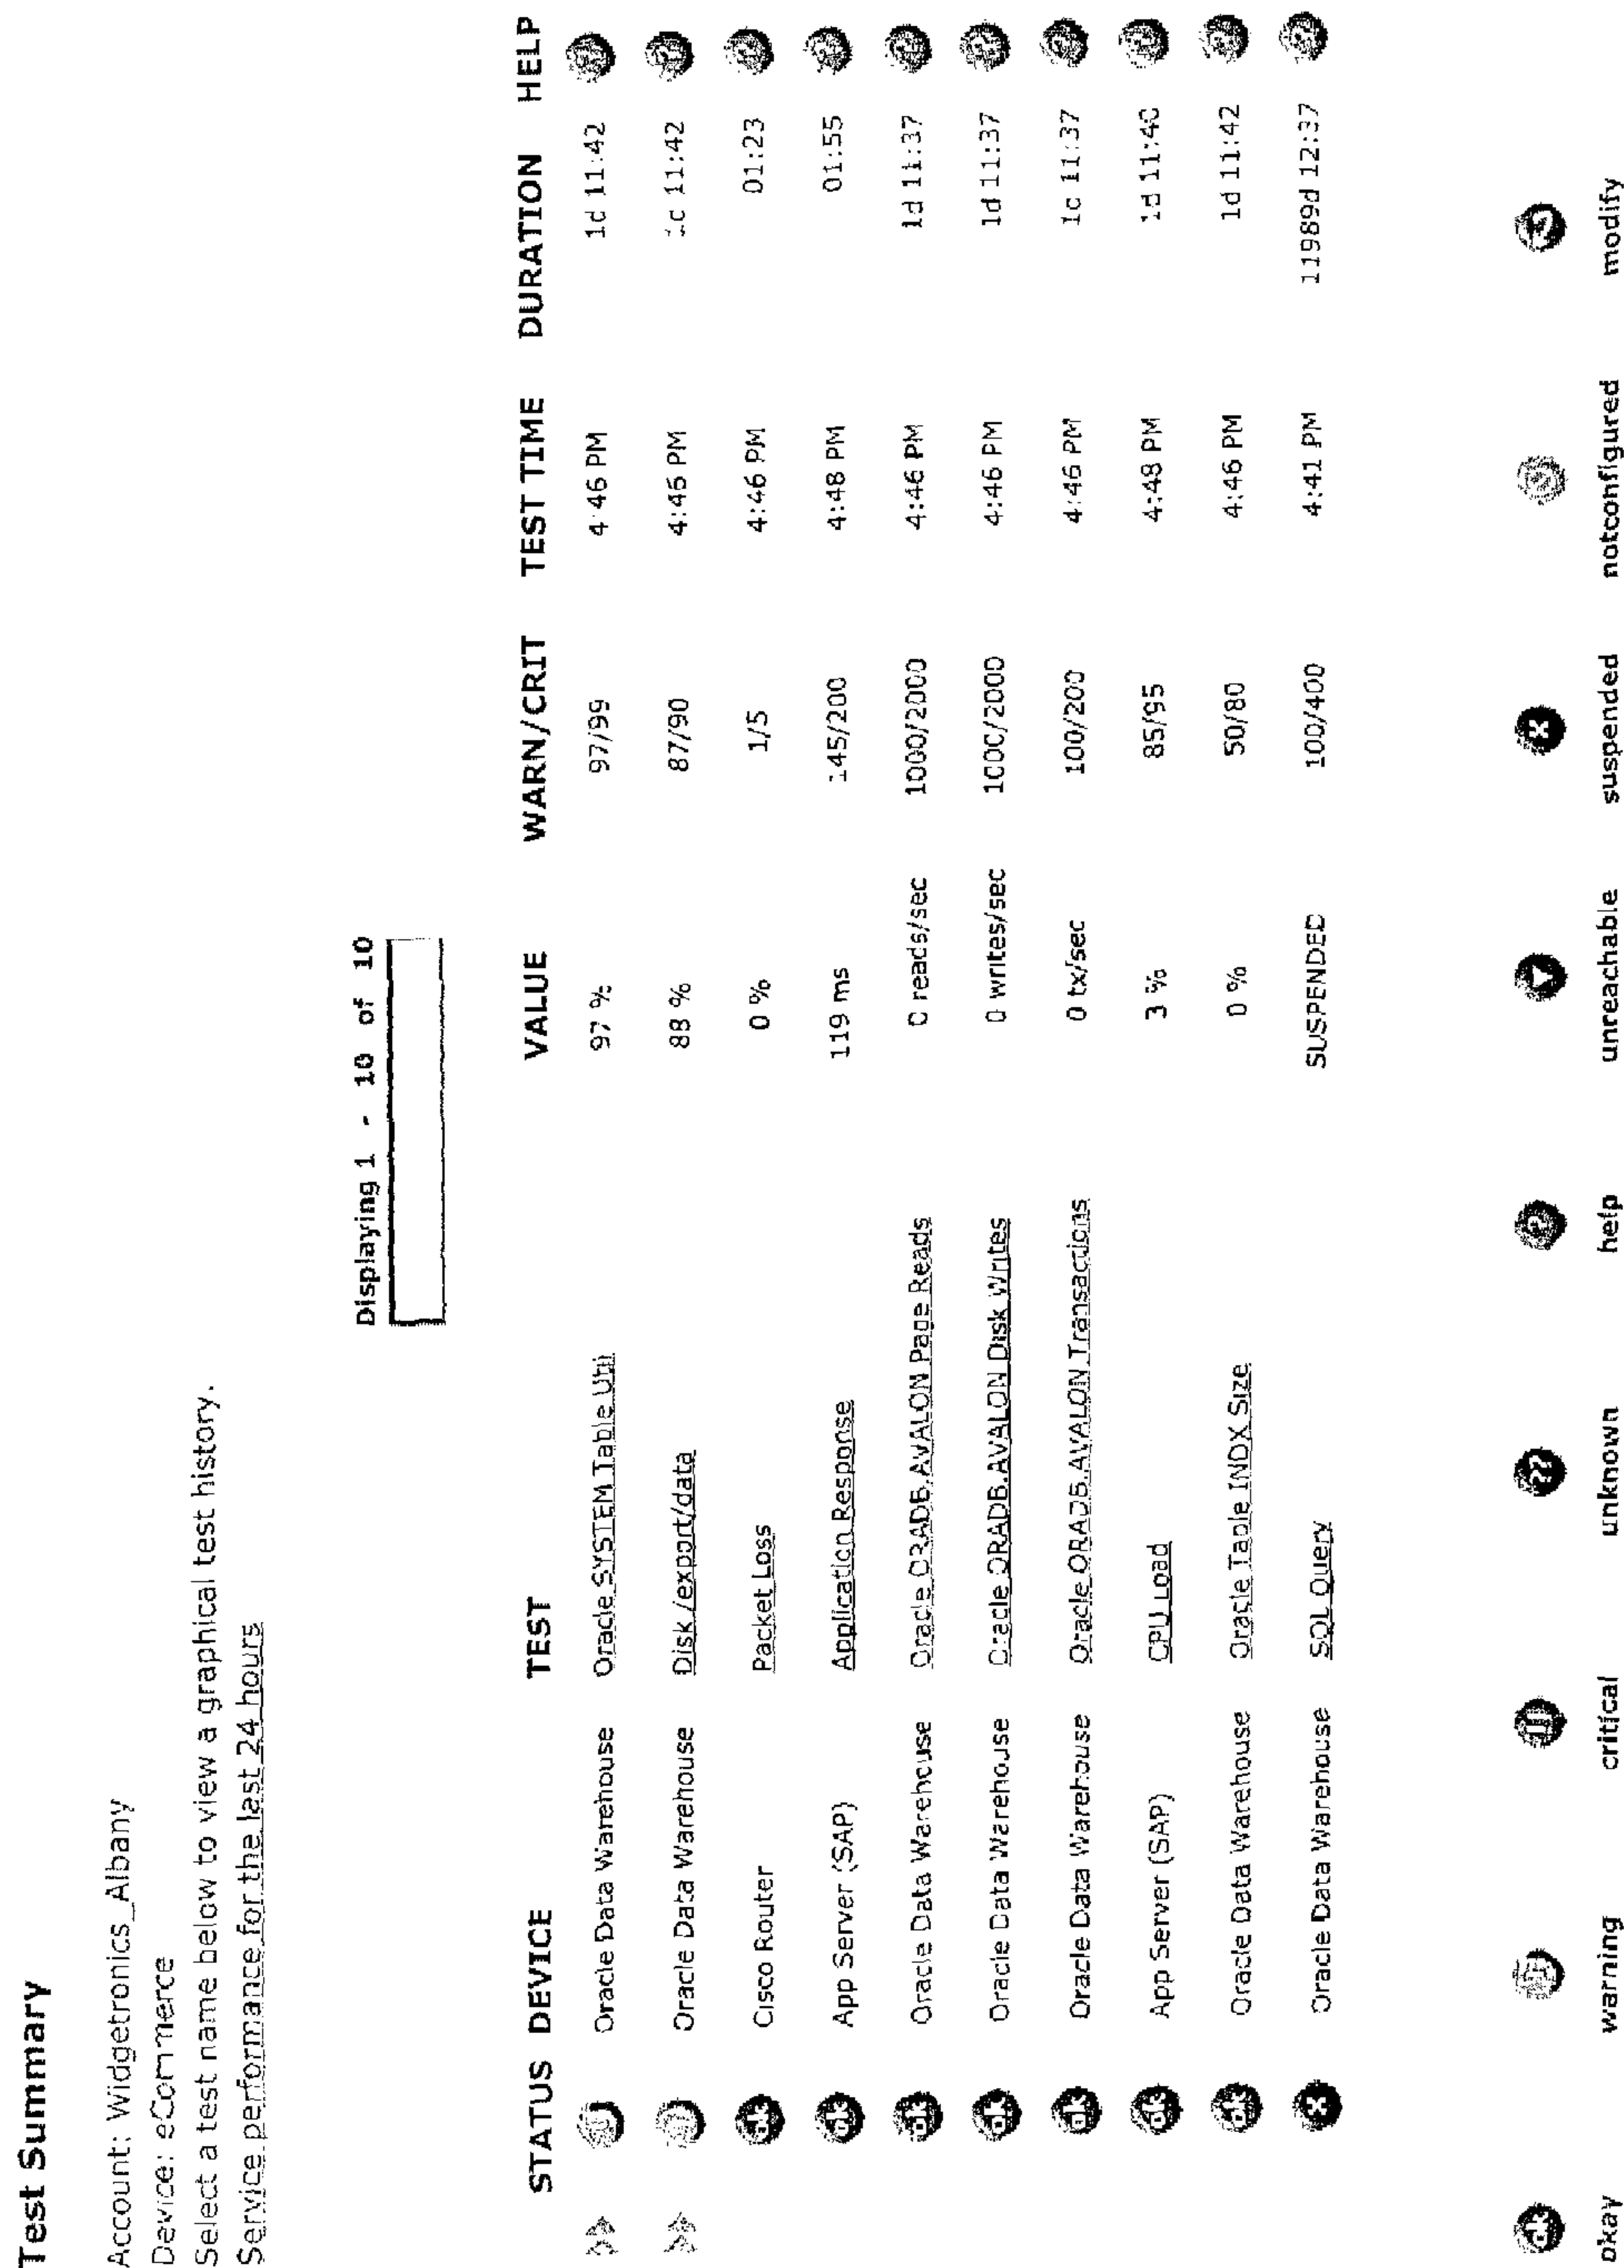 Test Summary
Account: Widgetronics_Albany
Device: eCommerce
Select a test name below to view a graphical test history.
Service performance for the last 24 hours
Displaying 1 - 10 of 10
STATUS DEVICE TEST VALUE WARN/CRIT TEST TIME DURATION HELP
Oracle Data Warehouse Oracle SYSTEM Table Util 97 % 97/99 4:46 PM 1d 11:42
Oracle Data Warehouse Disk /export/data 88 % 87/90 4:46 PM 1d 11:42
ok Cisco Router Packet Loss 0 % 1/5 4:46 PM 01:23
ok App Server (SAP) Application Response 119 ms 145/200 4:48 PM 01:55
ok Oracle Data Warehouse Oracle ORADB.AVALON Page Reads 0 reads/sec 1000/2000 4:46 PM 1d 11:37
ok Oracle Data Warehouse Oracle ORADB.AVALON Disk Writes 0 writes/sec 1000/2000 4:46 PM 1d 11:37
ok Oracle Data Warehouse Oracle ORADB.AVALON Transactions 0 tx/sec 100/200 4:46 PM 1d 11:37
ok App Server (SAP) CPU Load 3 % 85/95 4:48 PM 1d 11:40
ok Oracle Data Warehouse Oracle Table INDX Size 0 % 50/80 4:46 PM 1d 11:42
Oracle Data Warehouse SQL Query SUSPENDED 100/400 4:41 PM 11989d 12:37
ok ??
okay warning critical unknown help unreachable suspended notconfigured modify